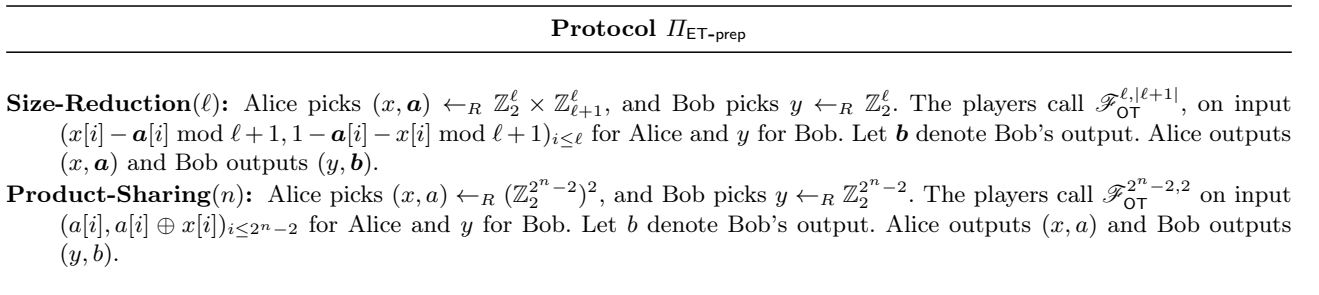 Protocol Π_ET-prep
Size-Reduction(ℓ): Alice picks (x, a) ←_R ℤ_2^ℓ × ℤ_{ℓ+1}^ℓ, and Bob picks y ←_R ℤ_2^ℓ. The players call ℱ_OT^{ℓ,|ℓ+1|}, on input
(x[i] − a[i] mod ℓ + 1, 1 − a[i] − x[i] mod ℓ + 1)_{i≤ℓ} for Alice and y for Bob. Let b denote Bob's output. Alice outputs
(x, a) and Bob outputs (y, b).
Product-Sharing(n): Alice picks (x, a) ←_R (ℤ_2^{2^n−2})^2, and Bob picks y ←_R ℤ_2^{2^n−2}. The players call ℱ_OT^{2^n−2,2} on input
(a[i], a[i] ⊕ x[i])_{i≤2^n−2} for Alice and y for Bob. Let b denote Bob's output. Alice outputs (x, a) and Bob outputs
(y, b).